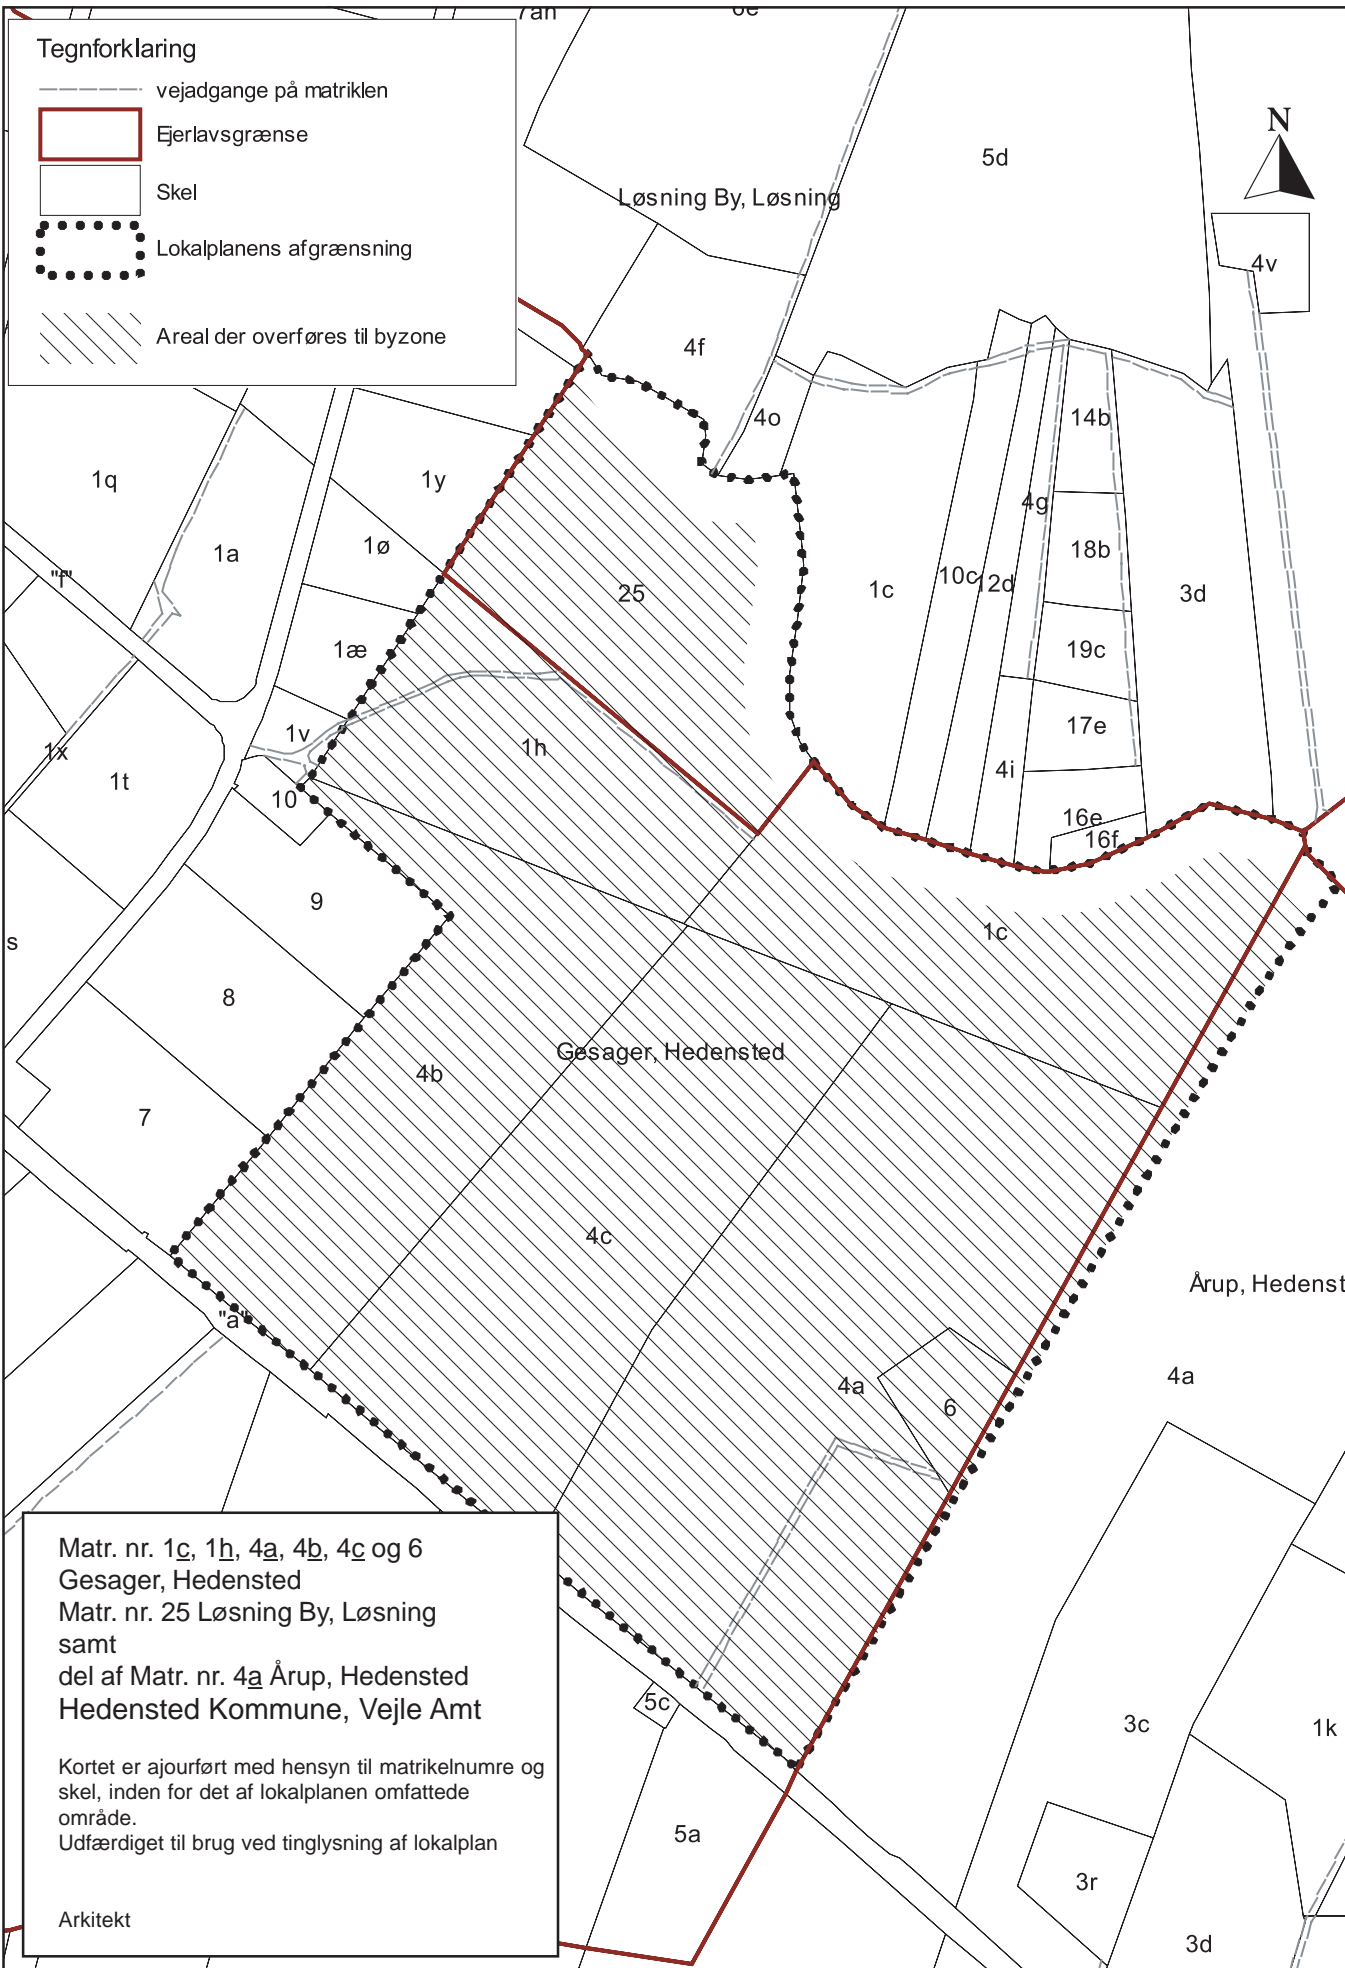 7an
6e
Tegnforklaring
vejadgange på matriklen
Ejerlavsgrænse
Skel
Lokalplanens afgrænsning
Areal der overføres til byzone
N
5d
Løsning By, Løsning
4v
4f
4o
14b
1q
1y
4g
1a
1ø
18b
"f"
25
1c
10c
12d
3d
1æ
19c
1v
1h
17e
1x
1t
4i
10
16e
16f
9
1c
s
8
Gesager, Hedensted
4b
7
4c
Årup, Hedenst
"a"
4a
4a
6
Matr. nr. 1c, 1h, 4a, 4b, 4c og 6
Gesager, Hedensted
Matr. nr. 25 Løsning By, Løsning
samt
del af Matr. nr. 4a Årup, Hedensted
Hedensted Kommune, Vejle Amt
Kortet er ajourført med hensyn til matrikelnumre og
skel, inden for det af lokalplanen omfattede
område.
Udfærdiget til brug ved tinglysning af lokalplan
Arkitekt
5c
3c
1k
5a
3r
3d